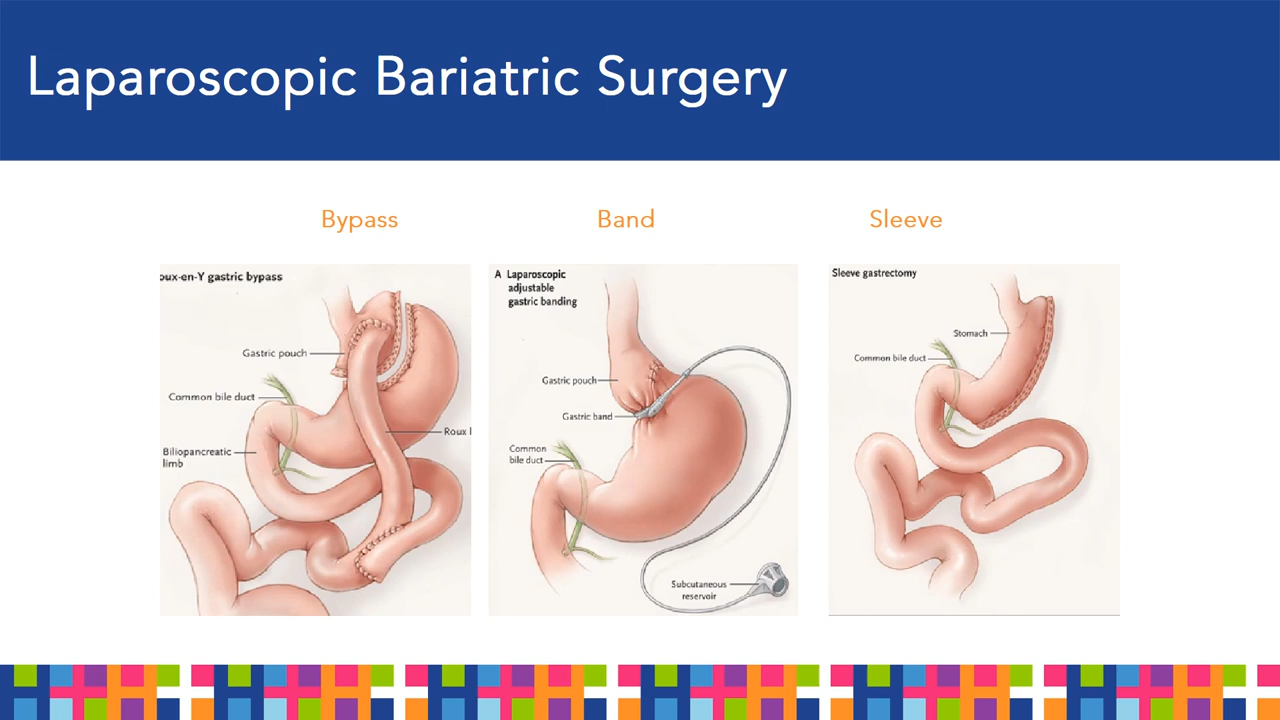 Laparoscopic Bariatric Surgery
Bypass
Band
Sleeve
oux-en-Y gastric bypass
Gastric pouch
Common bile duct
Roux l
Biliopancreatic
limb
A Laparoscopic
adjustable
gastric banding
Gastric pouch
Gastric band
Common
bile duct
Subcutaneous
reservoir
Sleeve gastrectomy
Stomach
Common bile duct